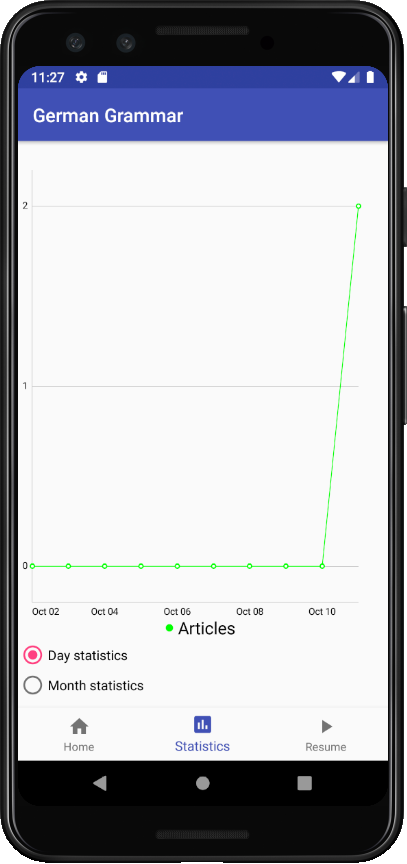 11:27
German Grammar
2
1
0
Oct 02 Oct 04 Oct 06 Oct 08 Oct 10
Articles
Day statistics
Month statistics
Home Statistics Resume